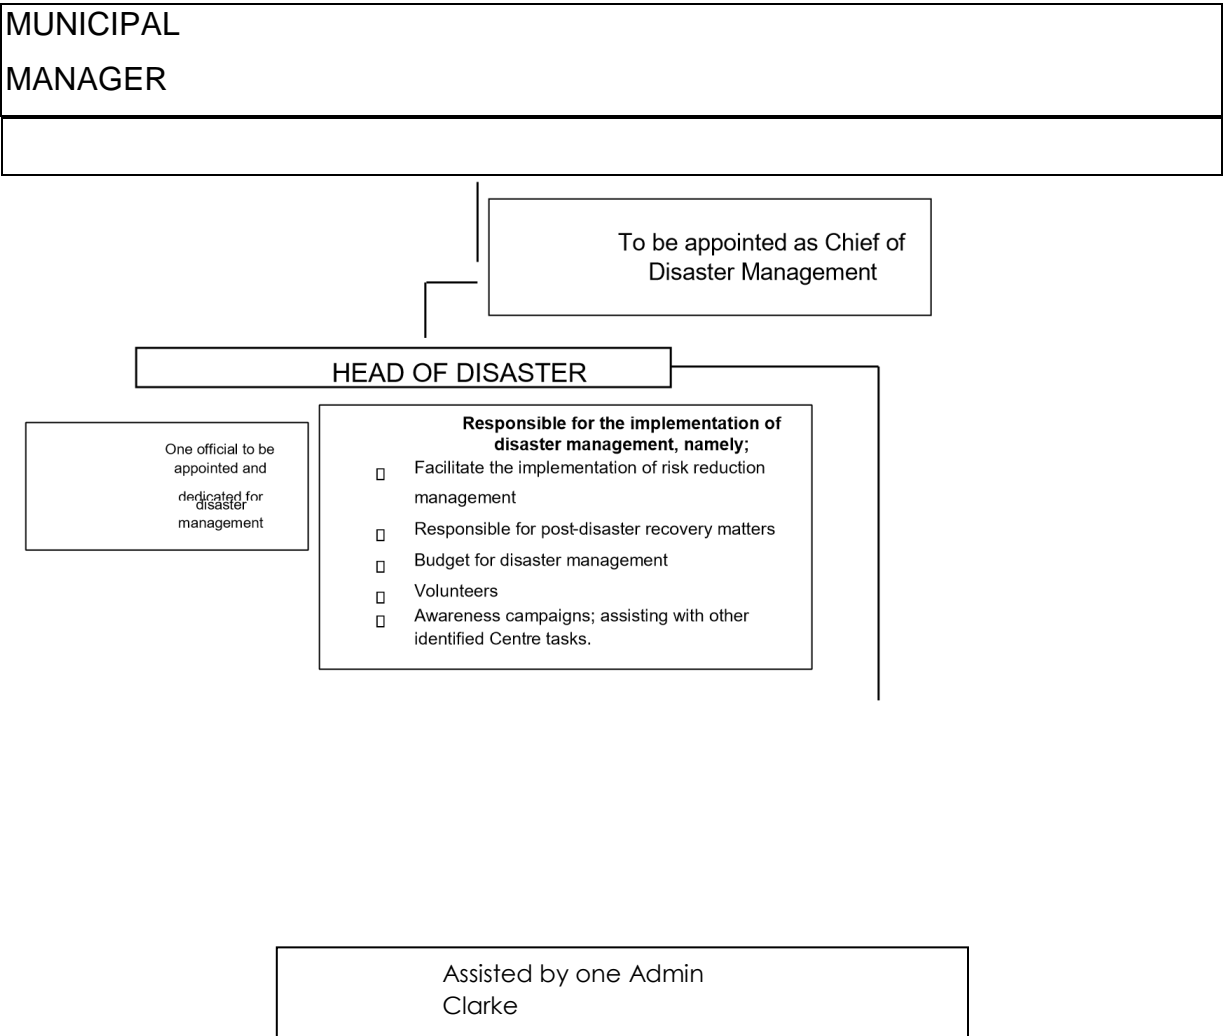 MUNICIPAL
MANAGER
To be appointed as Chief of
Disaster Management
HEAD OF DISASTER
One official to be
appointed and
dedicated for
disaster
management
Responsible for the implementation of
disaster management, namely;
Facilitate the implementation of risk reduction
management
Responsible for post-disaster recovery matters
Budget for disaster management
Volunteers
Awareness campaigns; assisting with other
identified Centre tasks.
Assisted by one Admin
Clarke